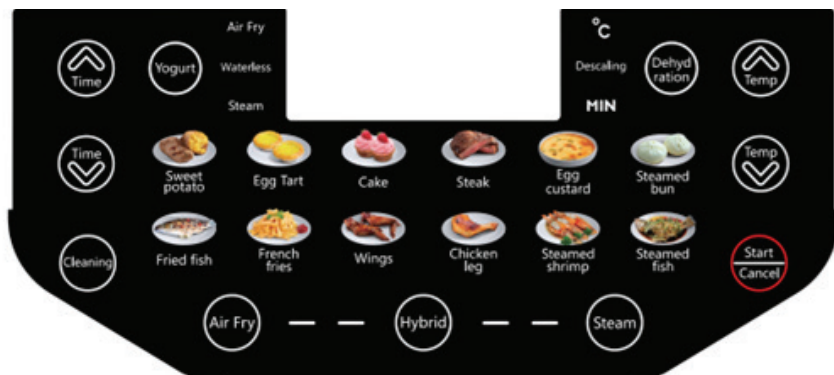 Air Fry
°C
Time
Yogurt
Waterless
Descaling
Dehyd
ration
Temp
Steam
MIN
Time
Sweet
potato
Egg Tart
Cake
Steak
Egg
custard
Steamed
bun
Temp
Cleaning
Fried fish
French
fries
Wings
Chicken
leg
Steamed
shrimp
Steamed
fish
Start
Cancel
Air Fry
Hybrid
Steam